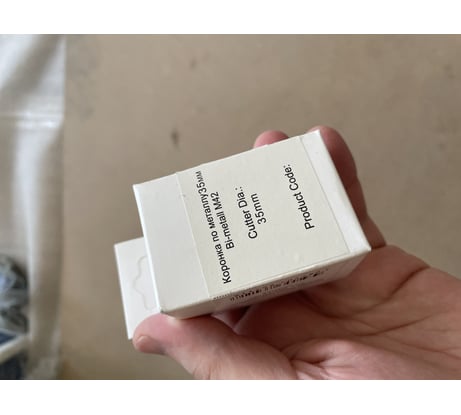 Коронка по металлу35мм
Bi-metall M42
Cutter Dia.:
35mm
Product Code: